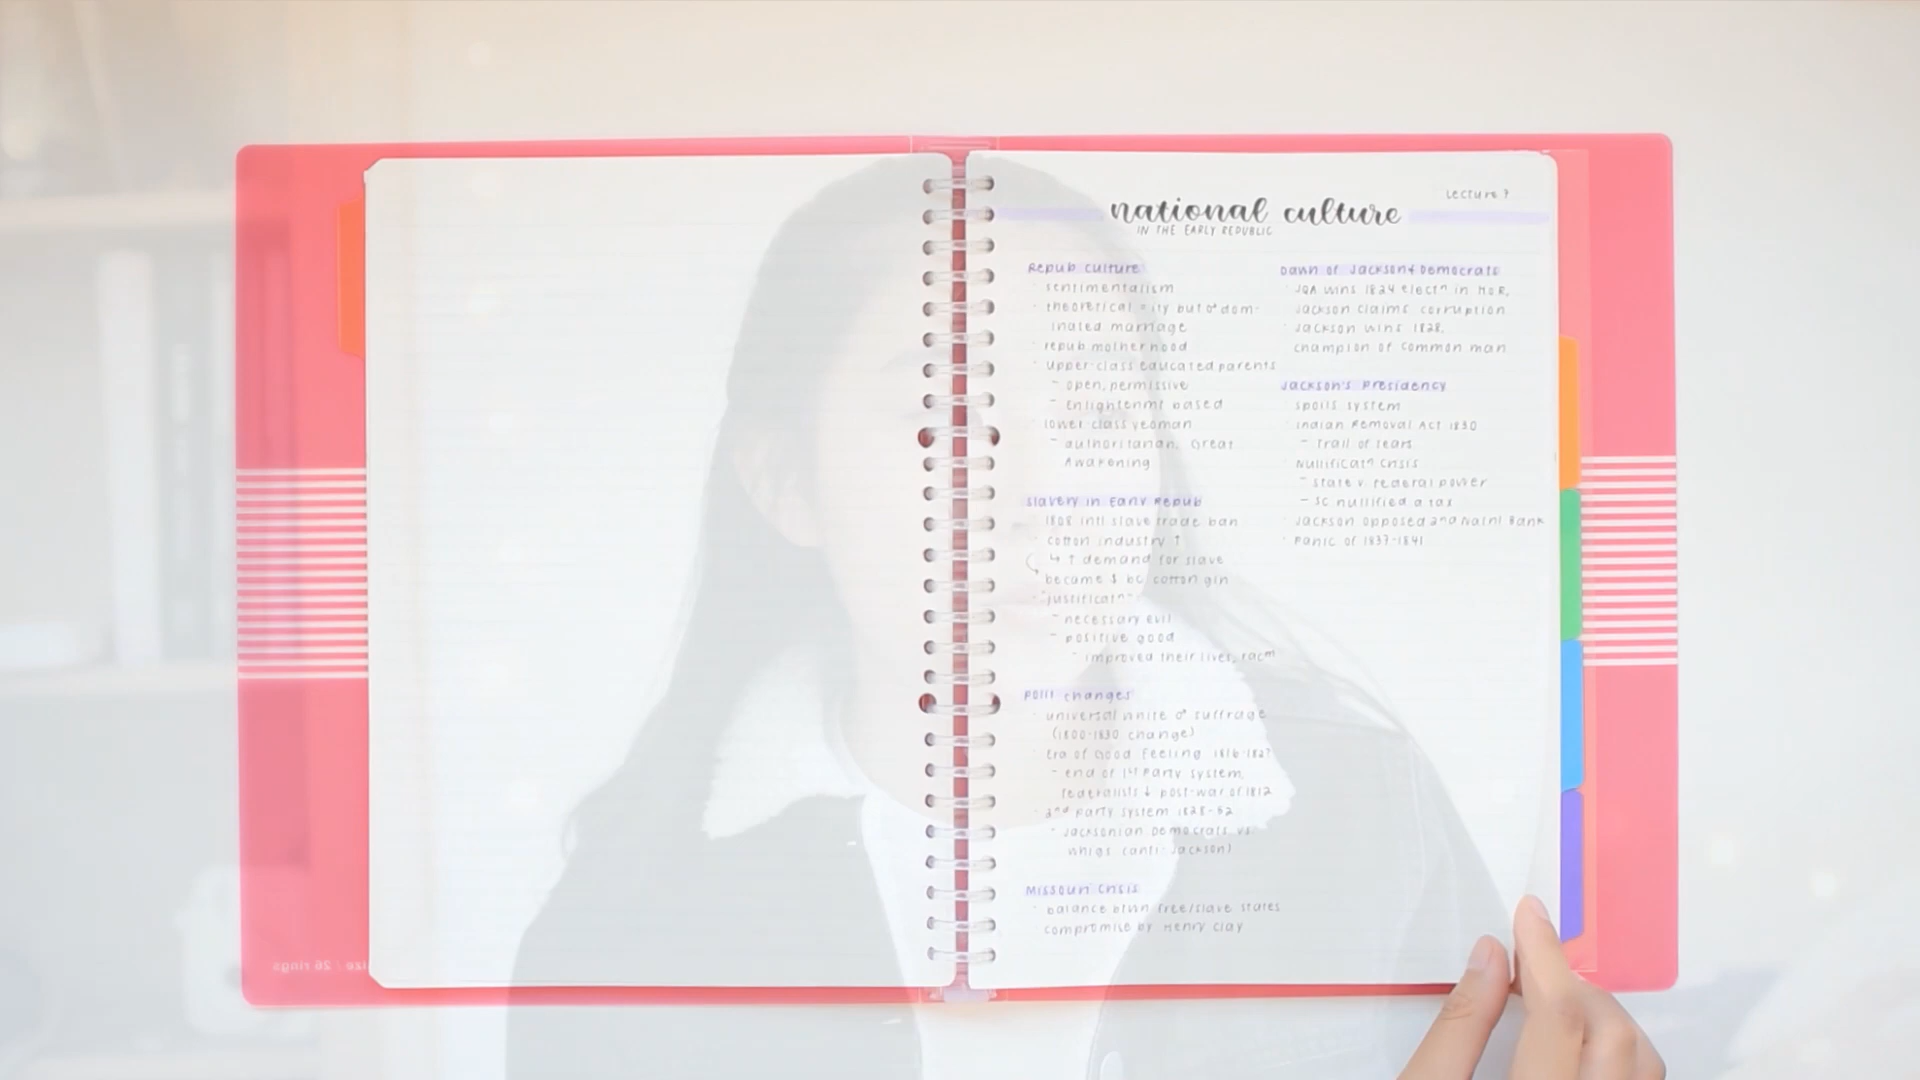 Lecture 7
national culture
IN THE EARLY REPUBLIC
Repub culture
· sentimentalism
· theoretical = ity but ♂ dom-
inated marriage
· repub motherhood
· upper-class educated parents
- open, permissive
- Enlightenmt based
· lower class yeoman
- authoritarian, Great
Awakening
slavery in Early Repub
· 1808 intl slave trade ban
· cotton industry ↑
↳ ↑ demand for slave
became $ bc cotton gin
· "justificatⁿ"
- necessary evil
- positive good
- improved their lives, racm
Polit changes
· universal white ♂ suffrage
(1800-1830 change)
· Era of Good Feeling 1816-1827
- end of 1st Party System,
federalists ↓ post-war of 1812
· 2nd Party System 1828-52
- Jacksonian Democrats vs.
Whigs (anti-Jackson)
Missouri Crisis
· balance btwn free/slave states
· compromise by Henry Clay
Dawn of Jackson & Democrats
· JQA wins 1824 electⁿ in HoR,
Jackson claims corruption
· Jackson wins 1828,
champion of common man
Jackson's Presidency
· spoils system
· Indian Removal Act 1830
- Trail of Tears
· Nullificatⁿ Crisis
- state v. federal power
- SC nullified a tax
· Jackson opposed 2nd Natnl Bank
· Panic of 1837-1841
ize / 26 rings